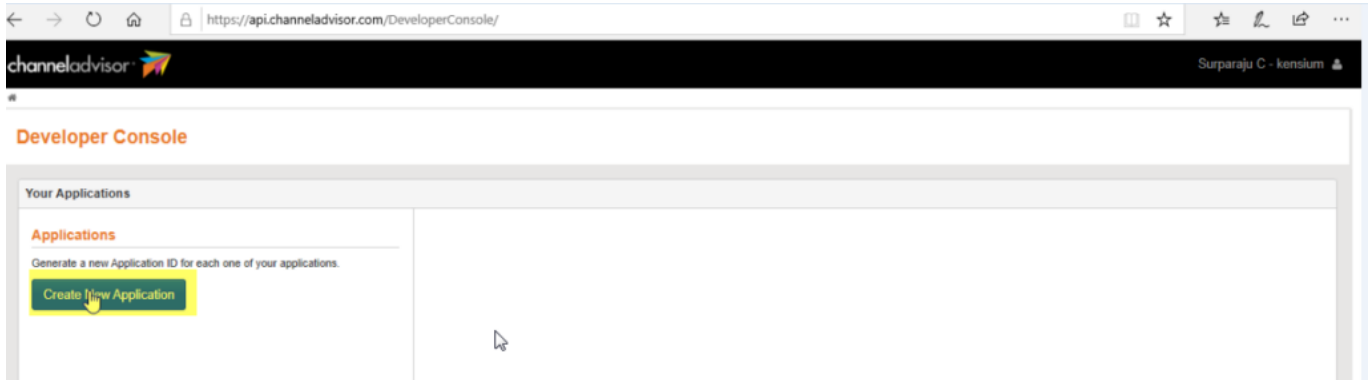 https://api.channeladvisor.com/DeveloperConsole/
channeladvisor
Surparaju C - kensium
Developer Console
Your Applications
Applications
Generate a new Application ID for each one of your applications.
Create New Application